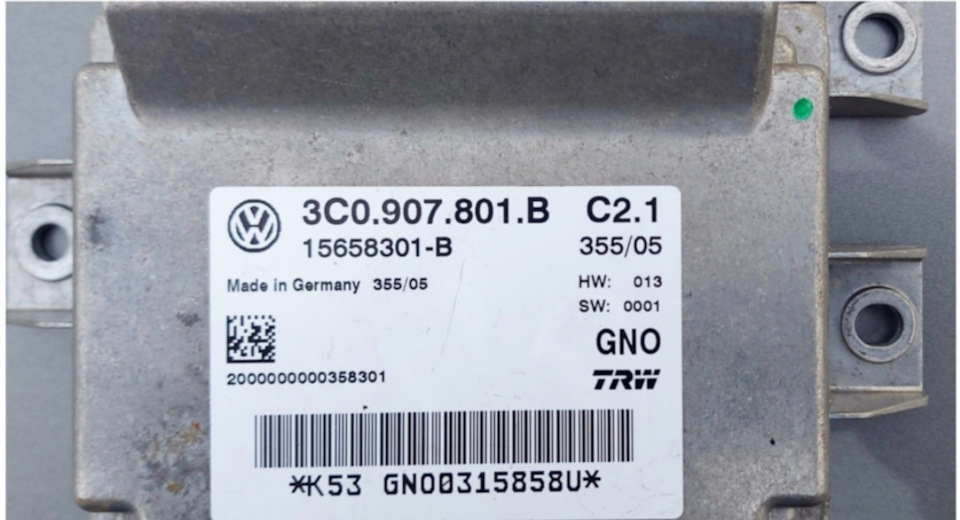 3C0.907.801.B C2.1
15658301-B 355/05
Made in Germany 355/05 HW: 013
SW: 0001
GNO
TRW
2000000000358301
*K53 GNO0315858U*